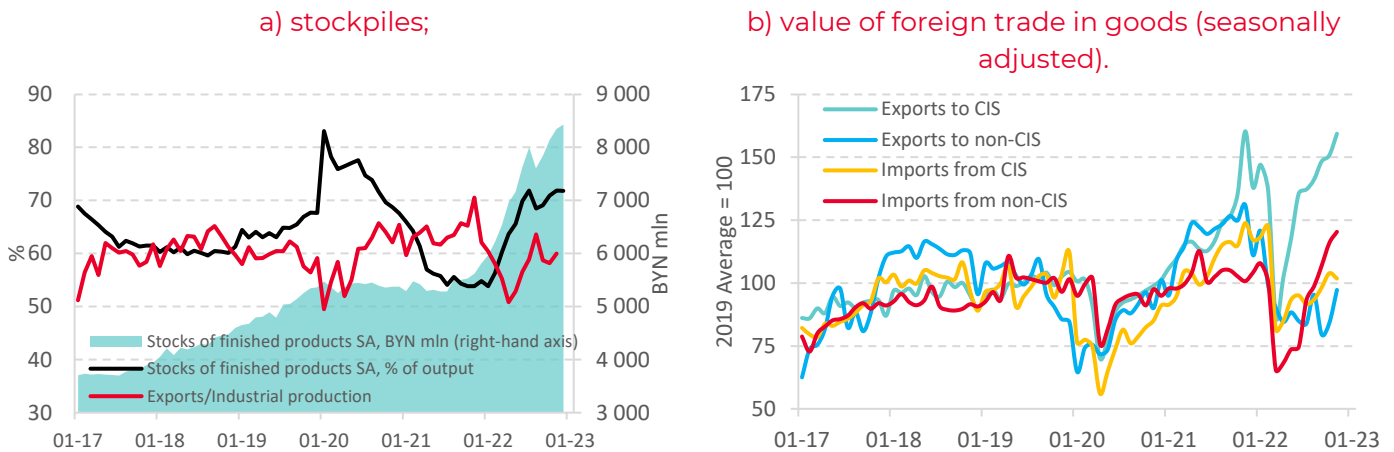 a) stockpiles;
b) value of foreign trade in goods (seasonally
adjusted).
90
80
70
60
50
40
30
%
9 000
8 000
7 000
6 000
5 000
4 000
3 000
BYN mln
Stocks of finished products SA, BYN mln (right-hand axis)
Stocks of finished products SA, % of output
Exports/Industrial production
01-17 01-18 01-19 01-20 01-21 01-22 01-23
175
150
125
100
75
50
2019 Average = 100
Exports to CIS
Exports to non-CIS
Imports from CIS
Imports from non-CIS
01-17 01-18 01-19 01-20 01-21 01-22 01-23